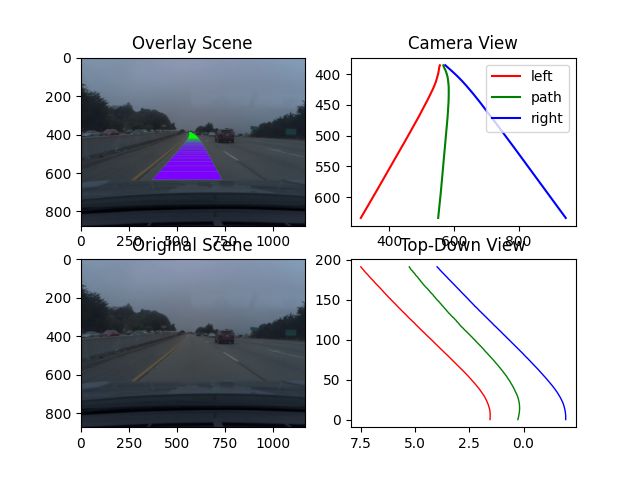 Overlay Scene
0
200
400
600
800
0 250 500 750 1000
Camera View
400
450
500
550
600
400 600 800
left
path
right
Original Scene
0
200
400
600
800
0 250 500 750 1000
Top-Down View
200
150
100
50
0
7.5 5.0 2.5 0.0